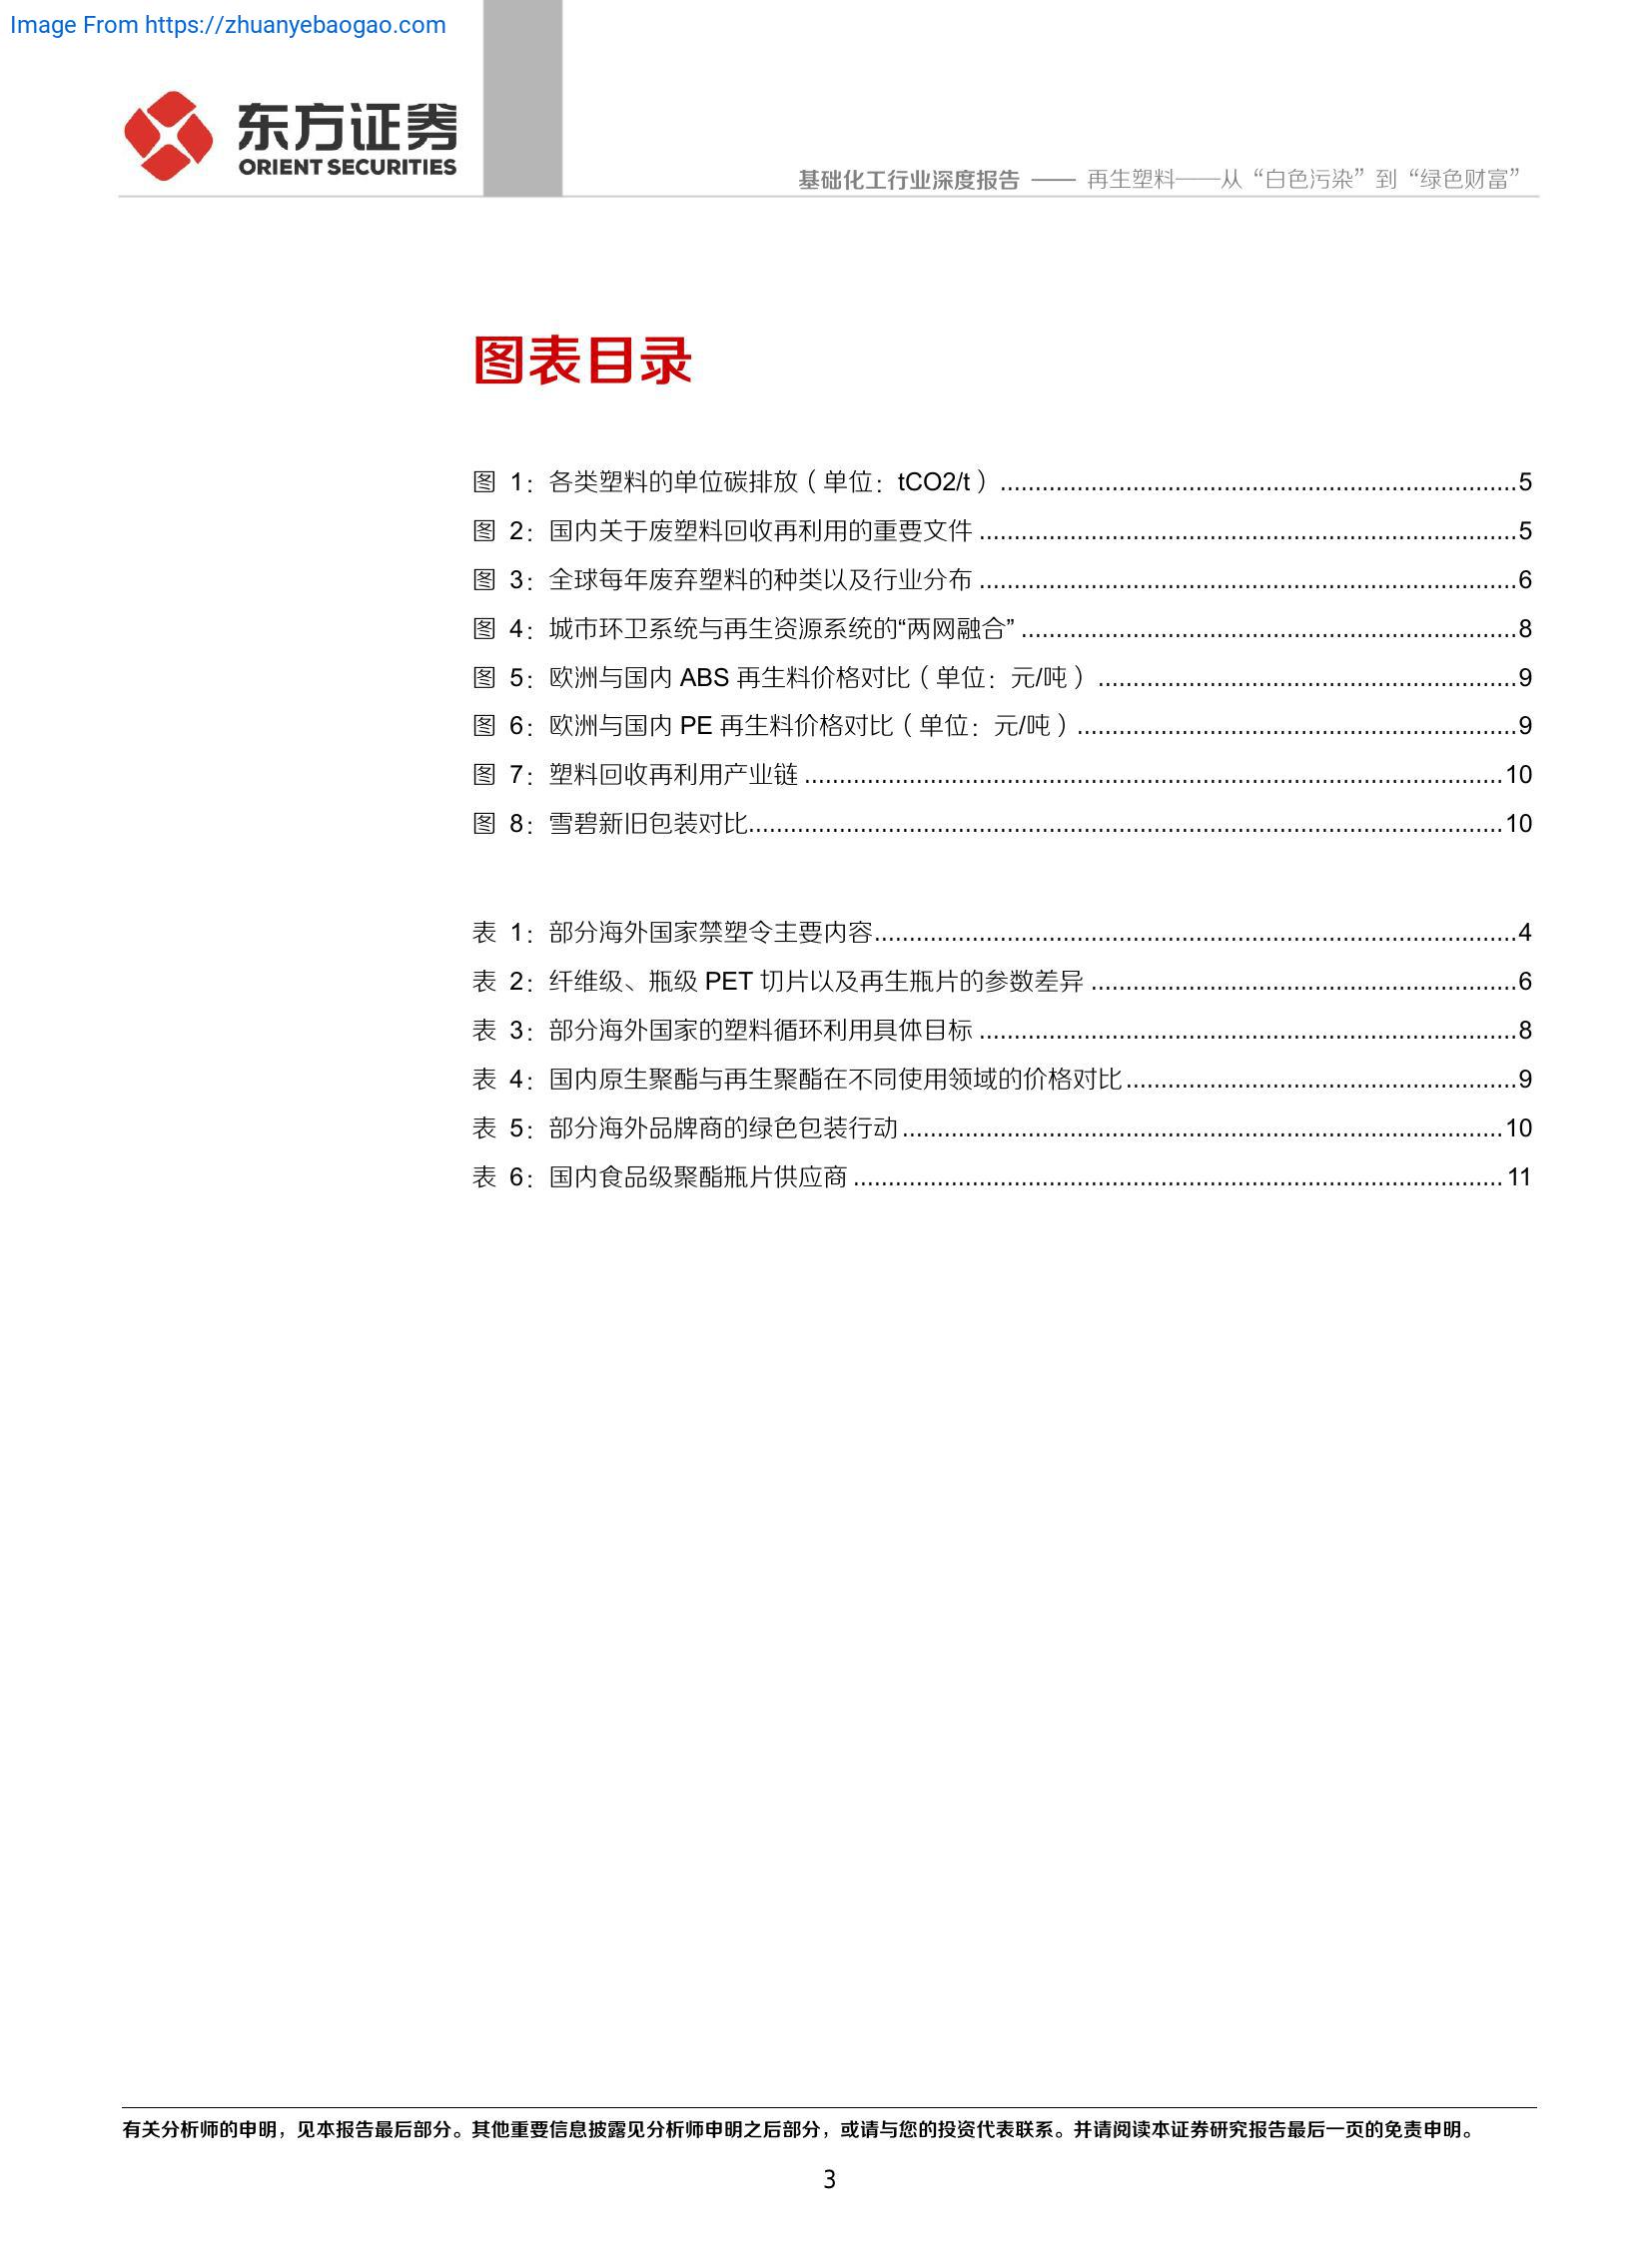 Image From https://zhuanyebaogao.com
东方证券
ORIENT SECURITIES
基础化工行业深度报告 —— 再生塑料——从“白色污染”到“绿色财富”
图表目录
图 1：各类塑料的单位碳排放（单位：tCO2/t）..........................................................................5
图 2：国内关于废塑料回收再利用的重要文件 .............................................................................5
图 3：全球每年废弃塑料的种类以及行业分布 .............................................................................6
图 4：城市环卫系统与再生资源系统的“两网融合” .......................................................................8
图 5：欧洲与国内 ABS 再生料价格对比（单位：元/吨）............................................................9
图 6：欧洲与国内 PE 再生料价格对比（单位：元/吨）...............................................................9
图 7：塑料回收再利用产业链 ....................................................................................................10
图 8：雪碧新旧包装对比............................................................................................................10
表 1：部分海外国家禁塑令主要内容............................................................................................4
表 2：纤维级、瓶级 PET 切片以及再生瓶片的参数差异 .............................................................6
表 3：部分海外国家的塑料循环利用具体目标 .............................................................................8
表 4：国内原生聚酯与再生聚酯在不同使用领域的价格对比........................................................9
表 5：部分海外品牌商的绿色包装行动......................................................................................10
表 6：国内食品级聚酯瓶片供应商 .............................................................................................11
有关分析师的申明，见本报告最后部分。其他重要信息披露见分析师申明之后部分，或请与您的投资代表联系。并请阅读本证券研究报告最后一页的免责申明。
3